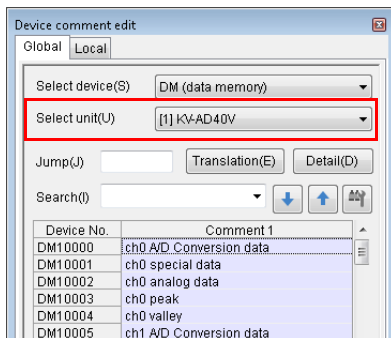 Device comment edit
Global Local
Select device(S) DM (data memory)
Select unit(U) [1] KV-AD40V
Jump(J) Translation(E) Detail(D)
Search(I)
Device No. Comment 1
DM10000 ch0 A/D Conversion data
DM10001 ch0 special data
DM10002 ch0 analog data
DM10003 ch0 peak
DM10004 ch0 valley
DM10005 ch1 A/D Conversion data